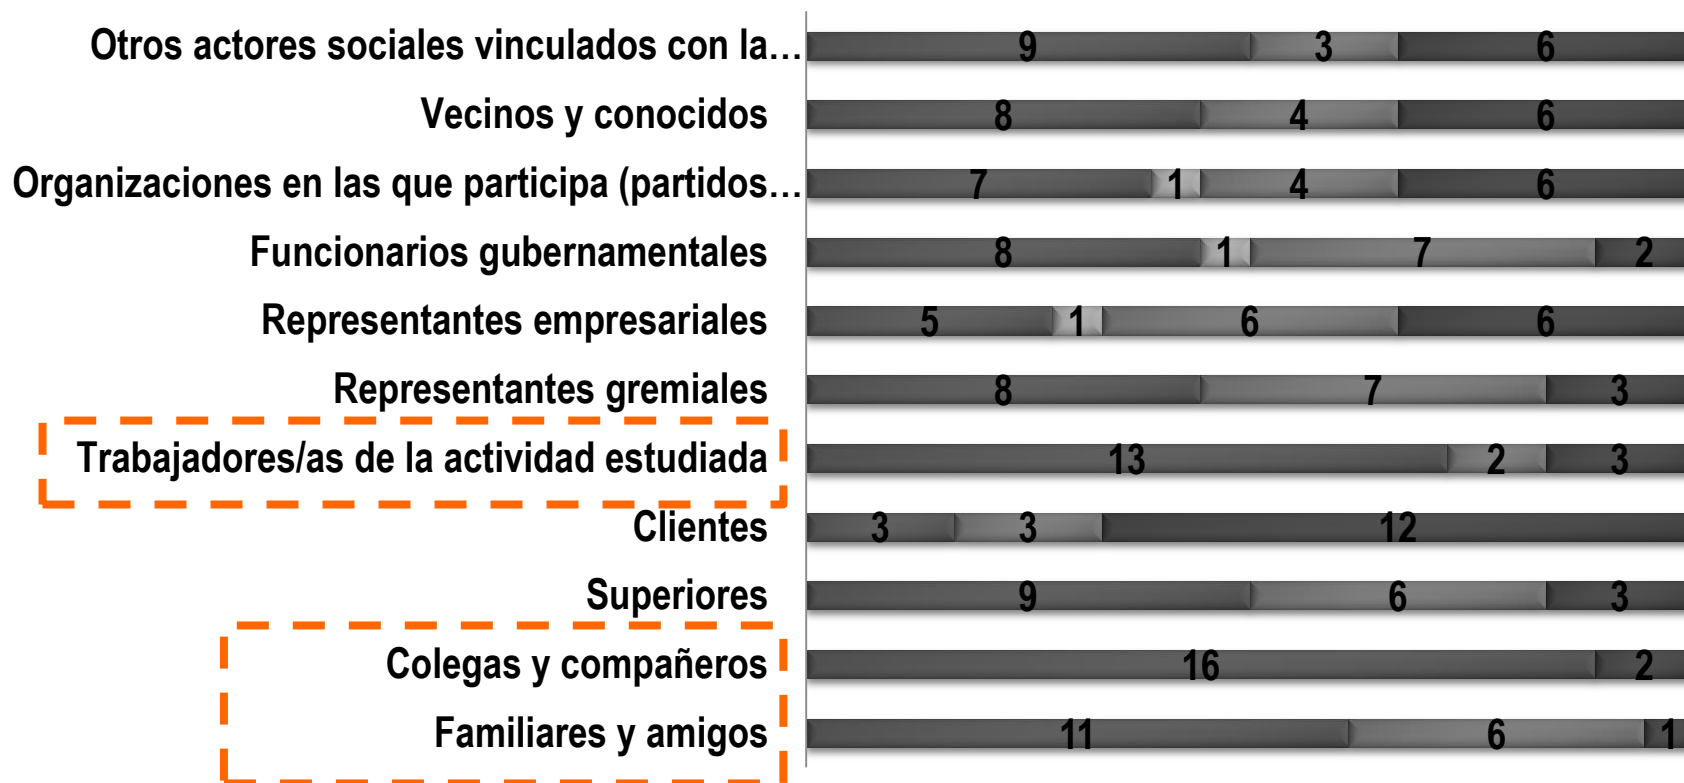 Otros actores sociales vinculados con la… 9 3 6
Vecinos y conocidos 8 4 6
Organizaciones en las que participa (partidos… 7 1 4 6
Funcionarios gubernamentales 8 1 7 2
Representantes empresariales 5 1 6 6
Representantes gremiales 8 7 3
Trabajadores/as de la actividad estudiada 13 2 3
Clientes 3 3 12
Superiores 9 6 3
Colegas y compañeros 16 2
Familiares y amigos 11 6 1